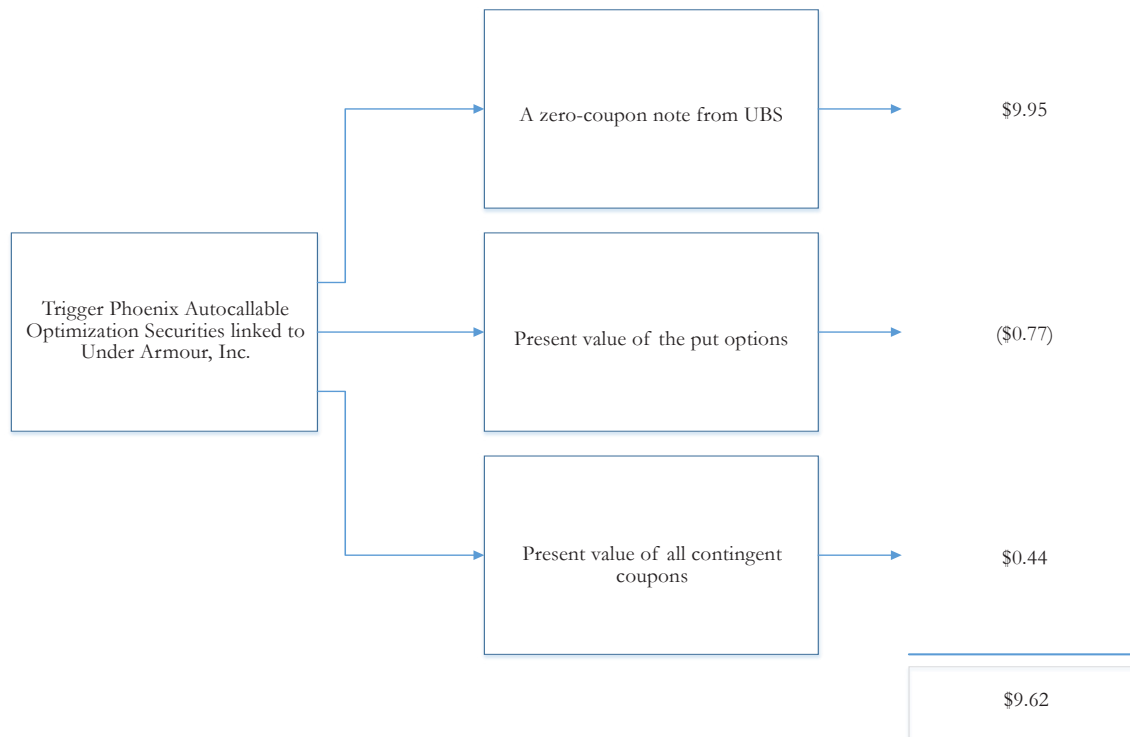 A zero-coupon note from UBS
$9.95
Trigger Phoenix Autocallable
Optimization Securities linked to
Under Armour, Inc.
Present value of the put options
($0.77)
Present value of all contingent
coupons
$0.44
$9.62